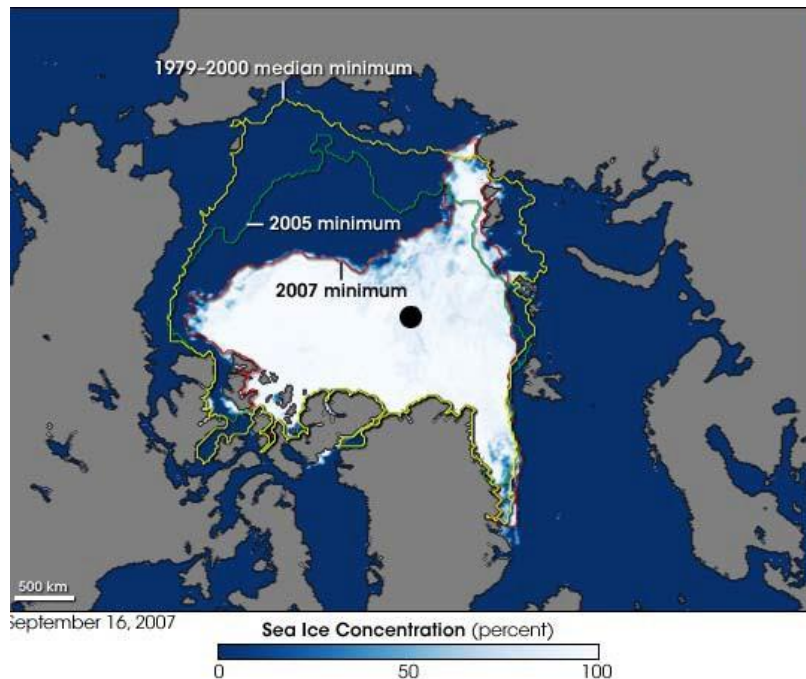 1979–2000 median minimum
2005 minimum
2007 minimum
500 km
September 16, 2007
Sea Ice Concentration (percent)
0 50 100